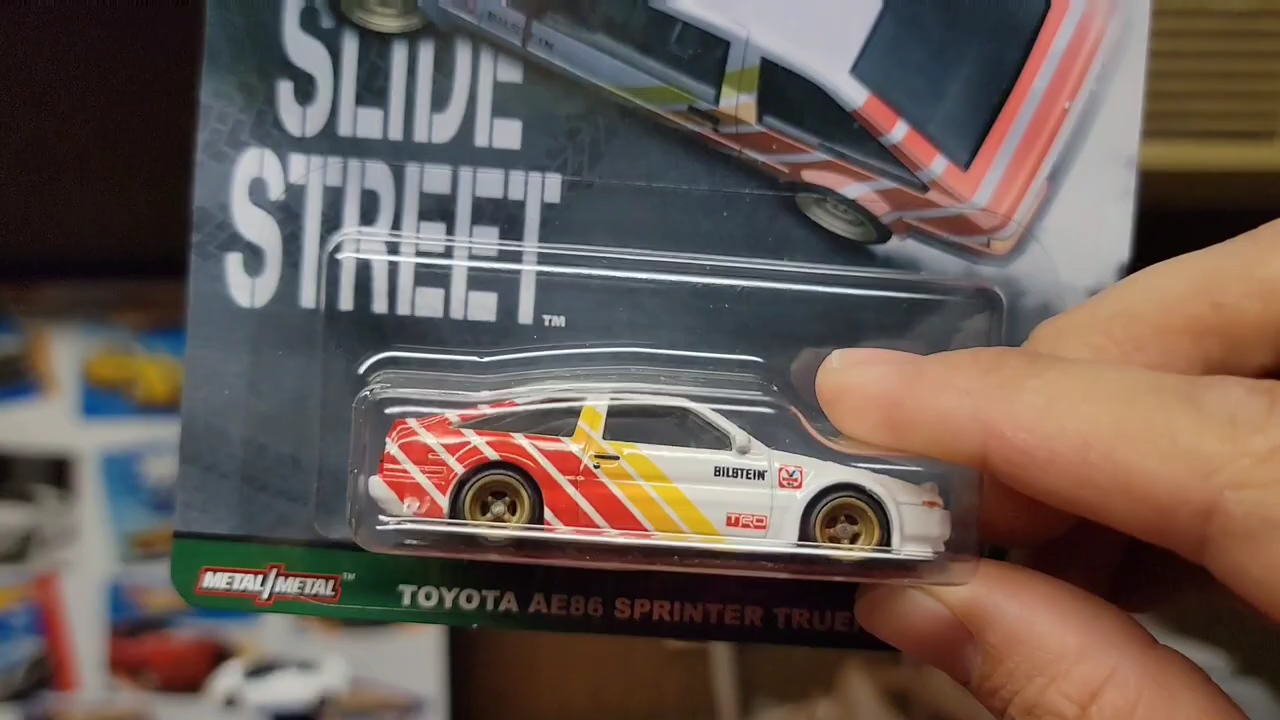 SLIDE
STREET™
BILSTEIN
TRD
METAL/METAL™
TOYOTA AE86 SPRINTER TRUE